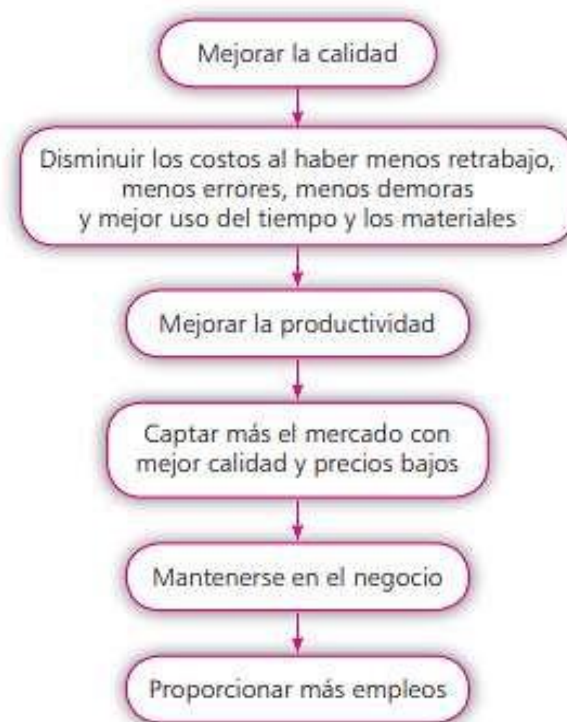 Mejorar la calidad
Disminuir los costos al haber menos retrabajo,
menos errores, menos demoras
y mejor uso del tiempo y los materiales
Mejorar la productividad
Captar más el mercado con
mejor calidad y precios bajos
Mantenerse en el negocio
Proporcionar más empleos